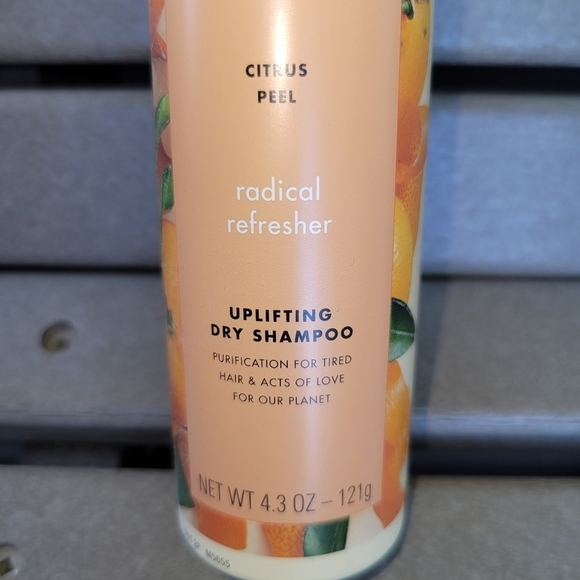 CITRUS
PEEL
radical
refresher
UPLIFTING
DRY SHAMPOO
PURIFICATION FOR TIRED
HAIR & ACTS OF LOVE
FOR OUR PLANET
NET WT 4.3 OZ – 121g